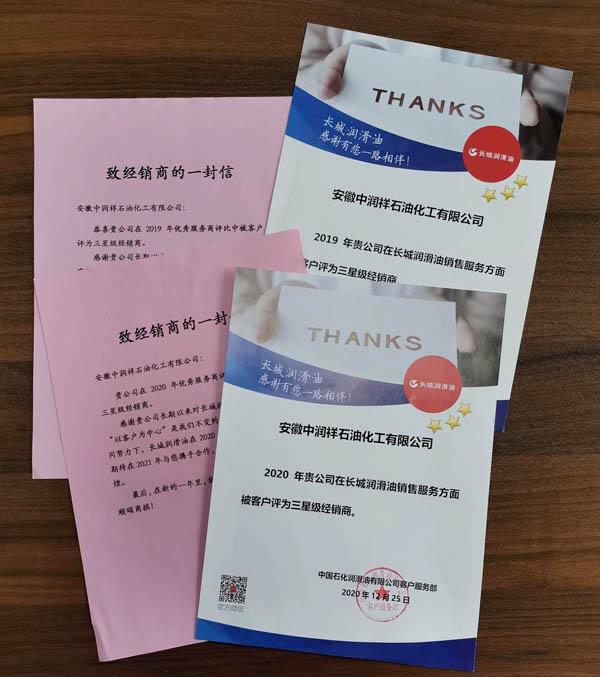 致经销商的一封信
安徽中润祥石油化工有限公司:
恭喜贵公司在 2019 年优秀服务商评比中被客户
评为三星级经销商。
感谢贵公司长期
THANKS
长城润滑油
感谢有您一路相伴!
长城润滑油
安徽中润祥石油化工有限公司
2019 年贵公司在长城润滑油销售服务方面
客户评为三星级经销商
致经销商的一封
安徽中润祥石油化工有限公司:
贵公司在 2020 年优秀服务商评
三星级经销商。
感谢贵公司长期以来对长城润
“以客户为中心”是我们不变的
同努力下,长城润滑油在 2020
期待在 2021 年与您携手合作,
煌。
最后,在新的一年里,新
顺颂商祺!
THANKS
长城润滑油
感谢有您一路相伴!
长城润滑油
安徽中润祥石油化工有限公司
2020 年贵公司在长城润滑油销售服务方面
被客户评为三星级经销商。
中国石化润滑油有限公司客户服务部
2020 年 12 月 25 日
客户服务部
官方微信